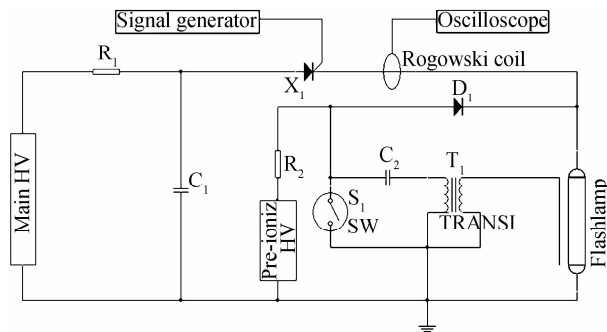 Signal generator
Oscilloscope
R1
X1
Rogowski coil
D1
Main HV
C1
R2
C2
T1
S1
SW
TRANSI
Pre-ioniz
HV
Flashlamp